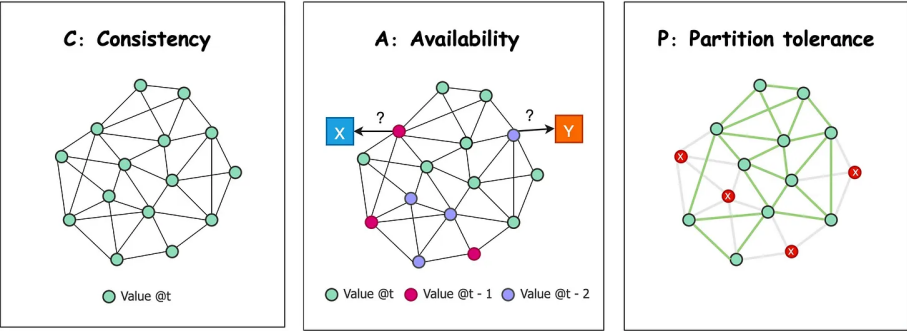 C: Consistency
Value @t
A: Availability
?
?
X
Y
Value @t
Value @t - 1
Value @t - 2
P: Partition tolerance
X
X
X
X